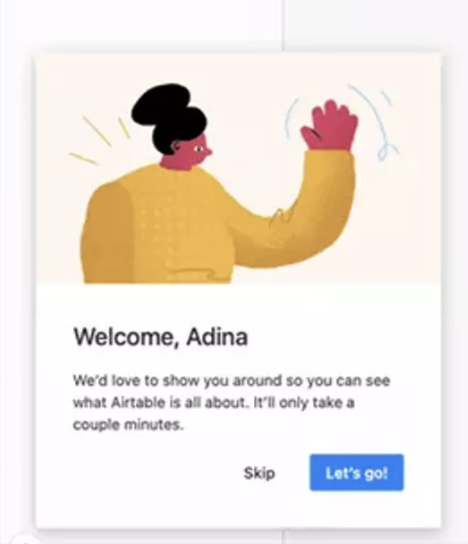 Welcome, Adina
We'd love to show you around so you can see
what Airtable is all about. It'll only take a
couple minutes.
Skip
Let's go!